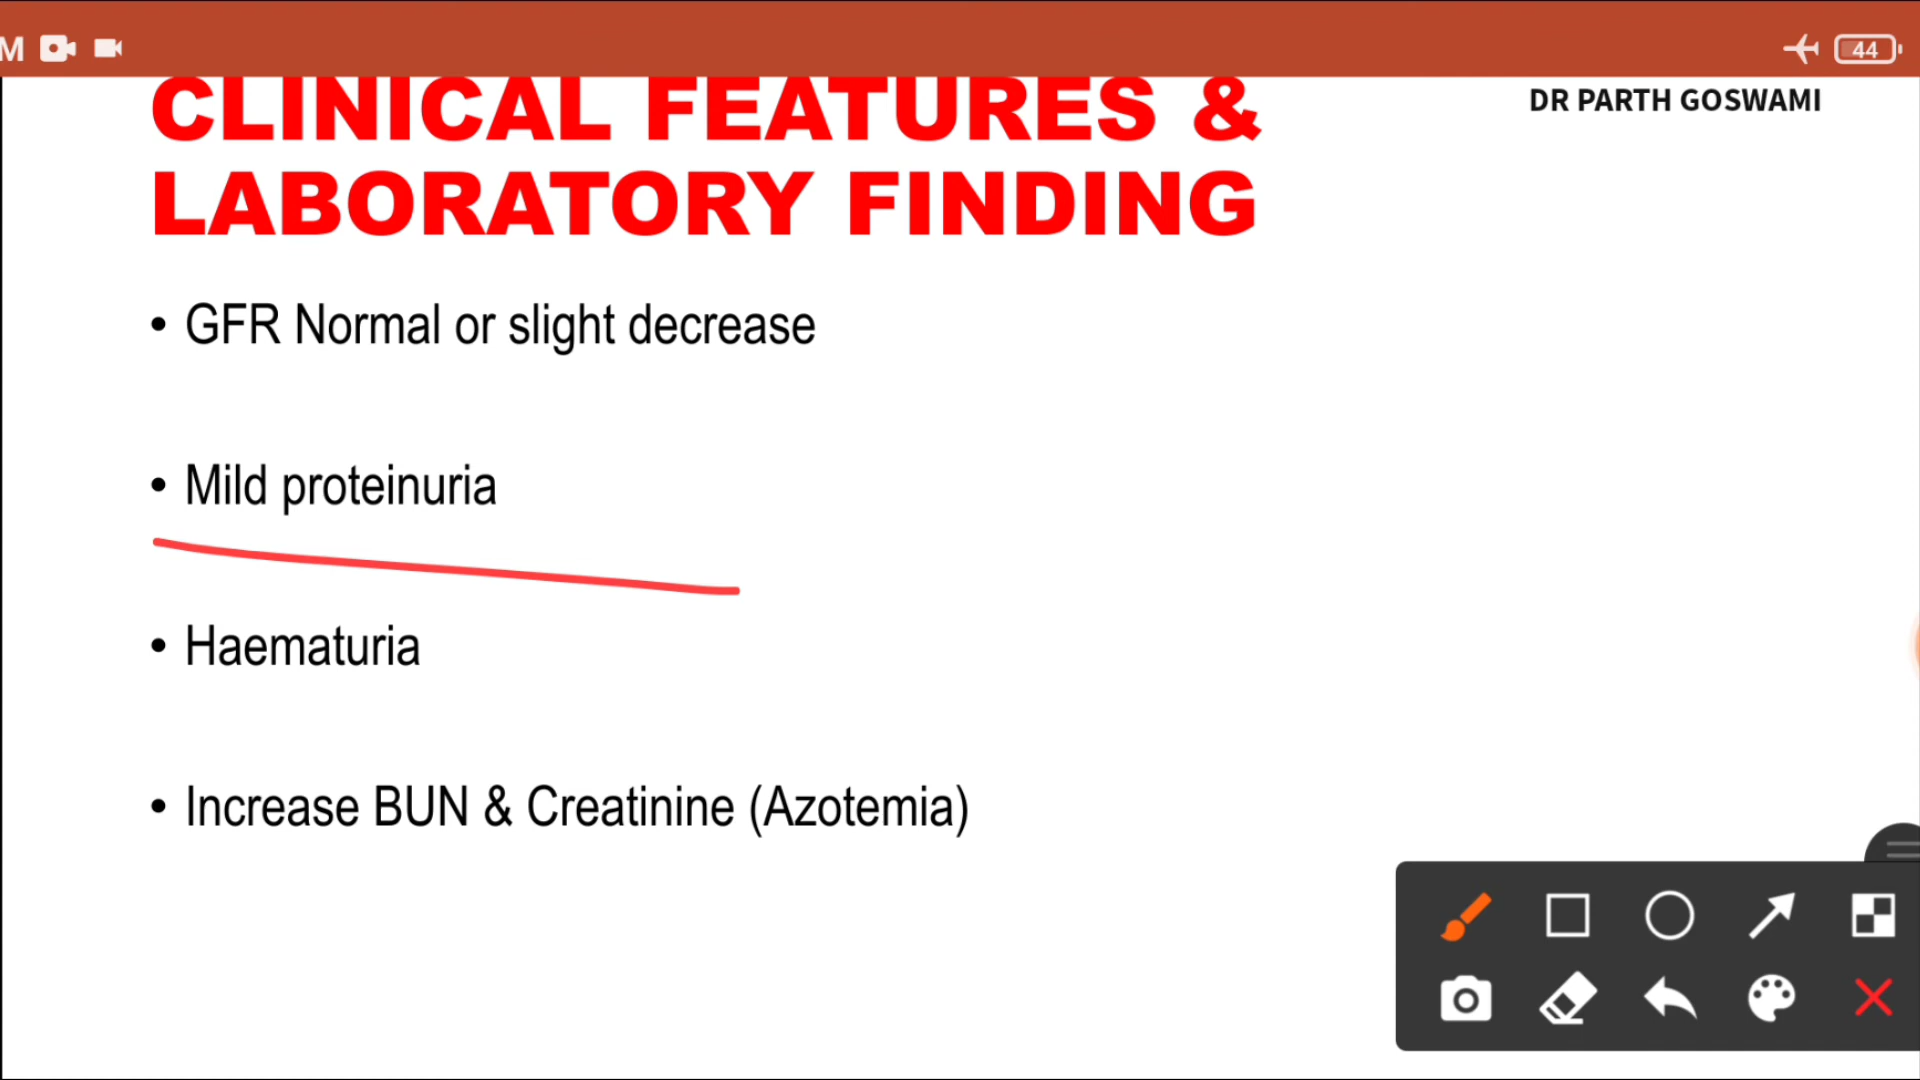 M
44
CLINICAL FEATURES &
DR PARTH GOSWAMI
LABORATORY FINDING
• GFR Normal or slight decrease
• Mild proteinuria
• Haematuria
• Increase BUN & Creatinine (Azotemia)